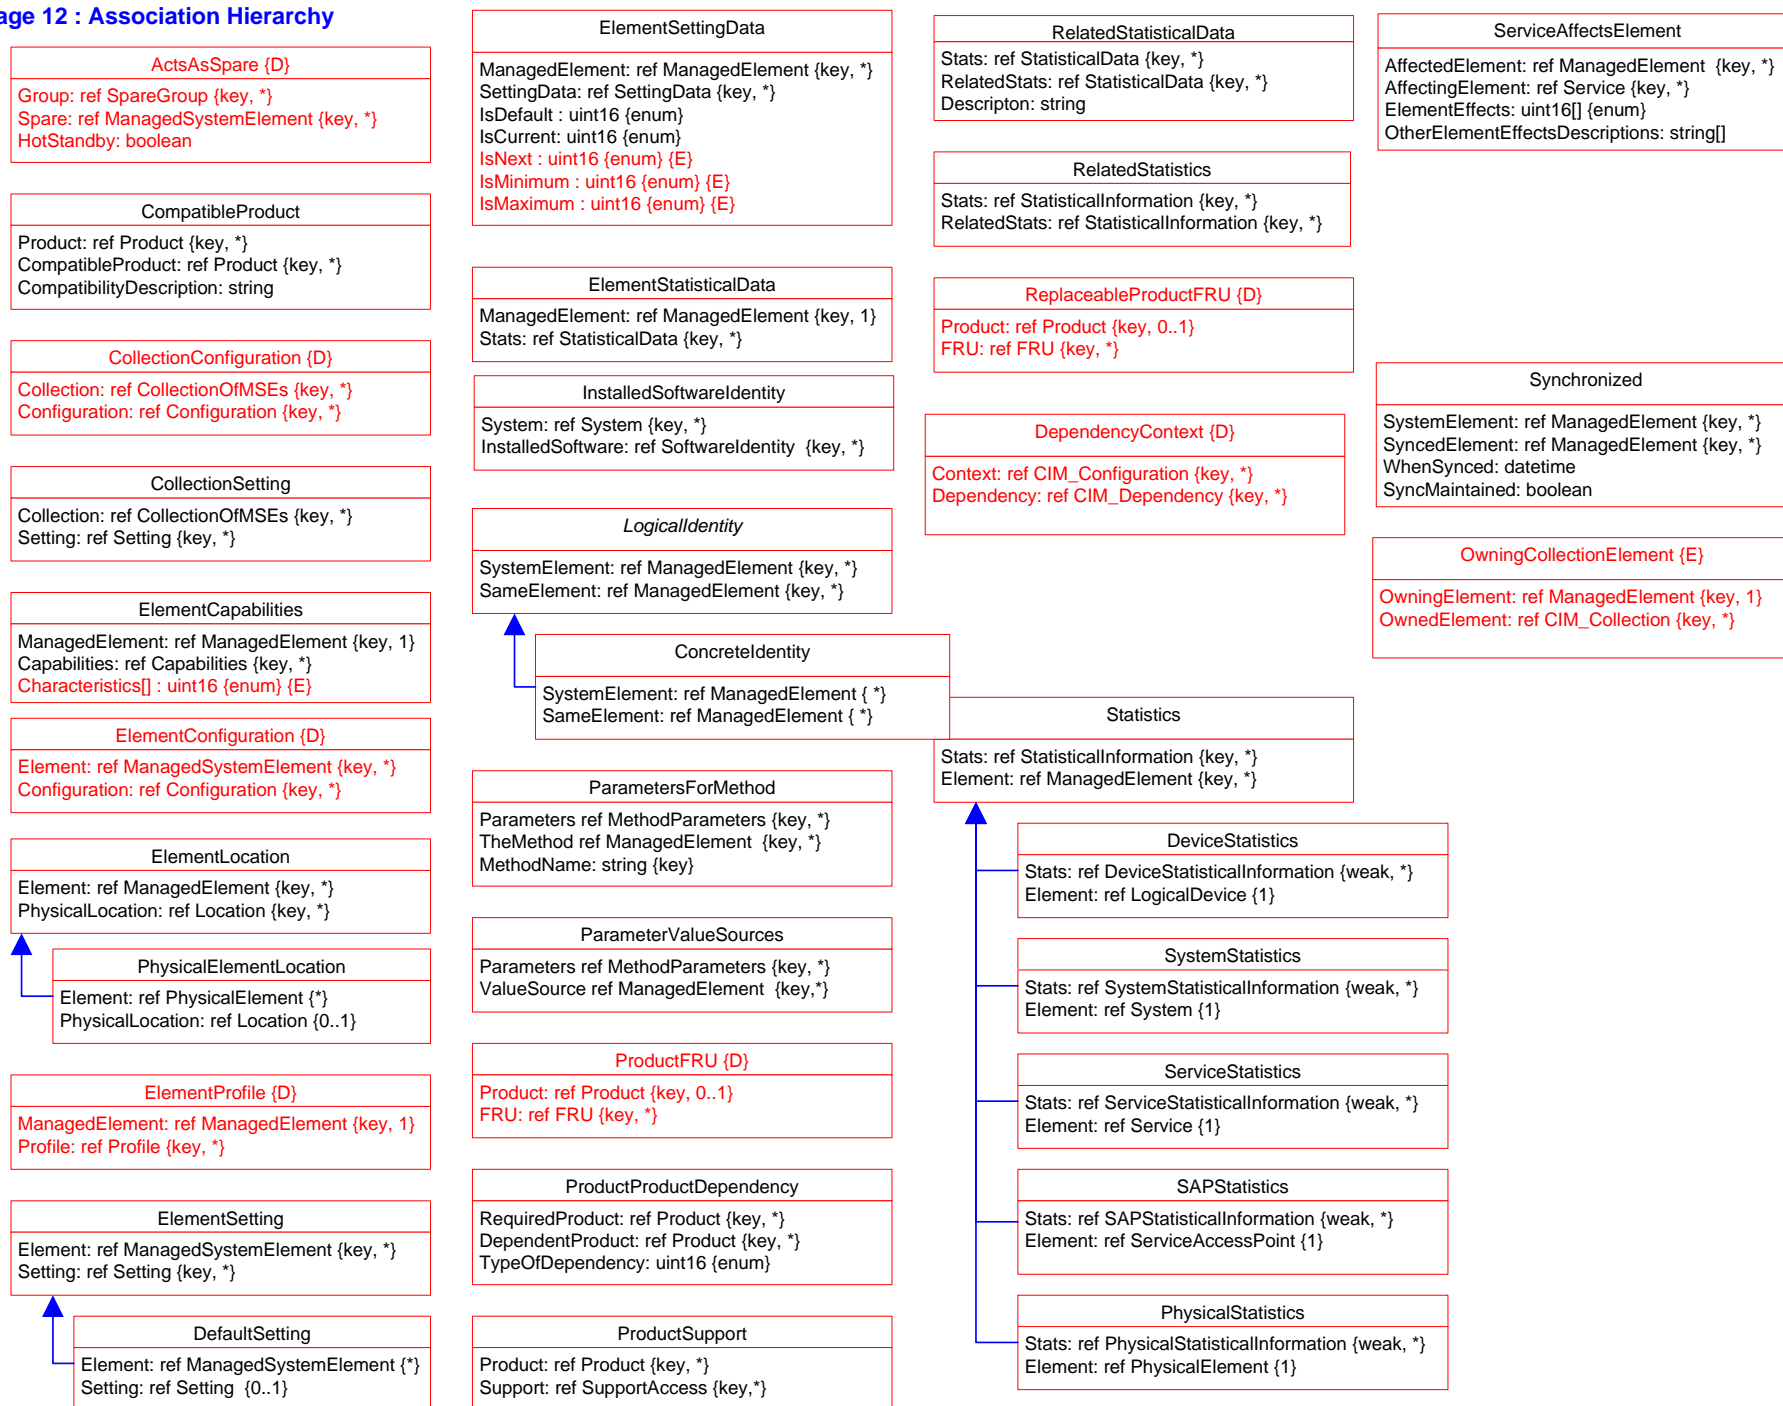 age 12 : Association Hierarchy
ActsAsSpare {D}
Group: ref SpareGroup {key, *}
Spare: ref ManagedSystemElement {key, *}
HotStandby: boolean
CompatibleProduct
Product: ref Product {key, *}
CompatibleProduct: ref Product {key, *}
CompatibilityDescription: string
CollectionConfiguration {D}
Collection: ref CollectionOfMSEs {key, *}
Configuration: ref Configuration {key, *}
CollectionSetting
Collection: ref CollectionOfMSEs {key, *}
Setting: ref Setting {key, *}
ElementCapabilities
ManagedElement: ref ManagedElement {key, 1}
Capabilities: ref Capabilities {key, *}
Characteristics[] : uint16 {enum} {E}
ElementConfiguration {D}
Element: ref ManagedSystemElement {key, *}
Configuration: ref Configuration {key, *}
ElementLocation
Element: ref ManagedElement {key, *}
PhysicalLocation: ref Location {key, *}
PhysicalElementLocation
Element: ref PhysicalElement {*}
PhysicalLocation: ref Location {0..1}
ElementProfile {D}
ManagedElement: ref ManagedElement {key, 1}
Profile: ref Profile {key, *}
ElementSetting
Element: ref ManagedSystemElement {key, *}
Setting: ref Setting {key, *}
DefaultSetting
Element: ref ManagedSystemElement {*}
Setting: ref Setting  {0..1}
ElementSettingData
ManagedElement: ref ManagedElement {key, *}
SettingData: ref SettingData {key, *}
IsDefault : uint16 {enum}
IsCurrent: uint16 {enum}
IsNext : uint16 {enum} {E}
IsMinimum : uint16 {enum} {E}
IsMaximum : uint16 {enum} {E}
ElementStatisticalData
ManagedElement: ref ManagedElement {key, 1}
Stats: ref StatisticalData {key, *}
InstalledSoftwareIdentity
System: ref System {key, *}
InstalledSoftware: ref SoftwareIdentity  {key, *}
LogicalIdentity
SystemElement: ref ManagedElement {key, *}
SameElement: ref ManagedElement {key, *}
ConcreteIdentity
SystemElement: ref ManagedElement { *}
SameElement: ref ManagedElement { *}
ParametersForMethod
Parameters ref MethodParameters {key, *}
TheMethod ref ManagedElement  {key, *}
MethodName: string {key}
ParameterValueSources
Parameters ref MethodParameters {key, *}
ValueSource ref ManagedElement  {key,*}
ProductFRU {D}
Product: ref Product {key, 0..1}
FRU: ref FRU {key, *}
ProductProductDependency
RequiredProduct: ref Product {key, *}
DependentProduct: ref Product {key, *}
TypeOfDependency: uint16 {enum}
ProductSupport
Product: ref Product {key, *}
Support: ref SupportAccess {key,*}
RelatedStatisticalData
Stats: ref StatisticalData {key, *}
RelatedStats: ref StatisticalData {key, *}
Descripton: string
RelatedStatistics
Stats: ref StatisticalInformation {key, *}
RelatedStats: ref StatisticalInformation {key, *}
ReplaceableProductFRU {D}
Product: ref Product {key, 0..1}
FRU: ref FRU {key, *}
DependencyContext {D}
Context: ref CIM_Configuration {key, *}
Dependency: ref CIM_Dependency {key, *}
Statistics
Stats: ref StatisticalInformation {key, *}
Element: ref ManagedElement {key, *}
DeviceStatistics
Stats: ref DeviceStatisticalInformation {weak, *}
Element: ref LogicalDevice {1}
SystemStatistics
Stats: ref SystemStatisticalInformation {weak, *}
Element: ref System {1}
ServiceStatistics
Stats: ref ServiceStatisticalInformation {weak, *}
Element: ref Service {1}
SAPStatistics
Stats: ref SAPStatisticalInformation {weak, *}
Element: ref ServiceAccessPoint {1}
PhysicalStatistics
Stats: ref PhysicalStatisticalInformation {weak, *}
Element: ref PhysicalElement {1}
ServiceAffectsElement
AffectedElement: ref ManagedElement  {key, *}
AffectingElement: ref Service {key, *}
ElementEffects: uint16[] {enum}
OtherElementEffectsDescriptions: string[]
Synchronized
SystemElement: ref ManagedElement {key, *}
SyncedElement: ref ManagedElement {key, *}
WhenSynced: datetime
SyncMaintained: boolean
OwningCollectionElement {E}
OwningElement: ref ManagedElement {key, 1}
OwnedElement: ref CIM_Collection {key, *}